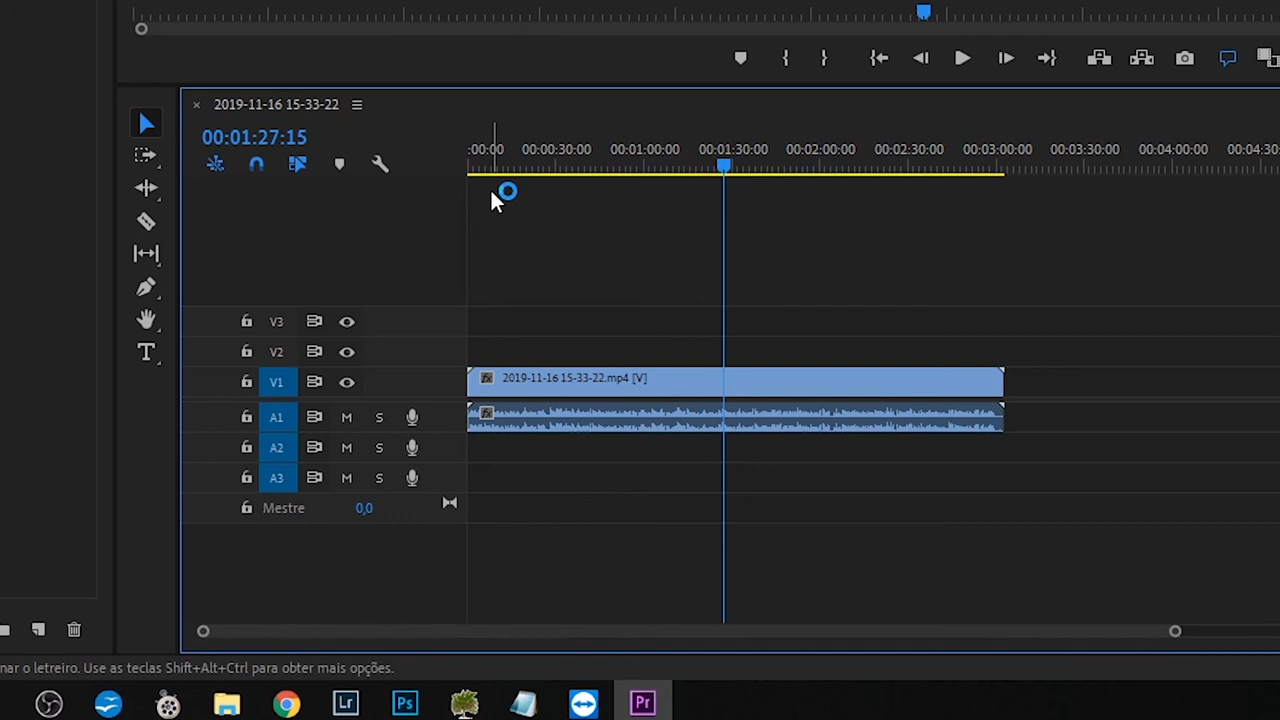 2019-11-16 15-33-22
00:01:27:15
:00:00 00:00:30:00 00:01:00:00 00:01:30:00 00:02:00:00 00:02:30:00 00:03:00:00 00:03:30:00 00:04:00:00 00:04:30:
V3
V2
V1 2019-11-16 15-33-22.mp4 [V]
A1 M S
A2 M S
A3 M S
Mestre 0,0
nar o letreiro. Use as teclas Shift+Alt+Ctrl para obter mais opções.
Lr Ps Pr